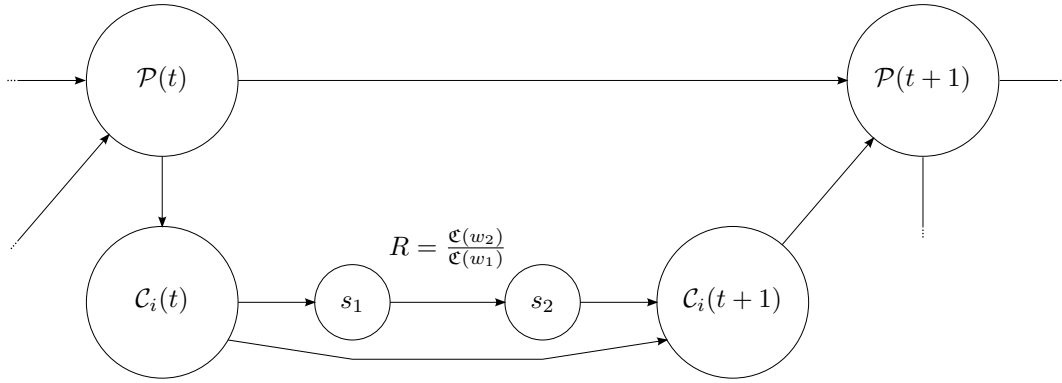 𝒫(t)
𝒫(t + 1)
R = ℭ(w₂)/ℭ(w₁)
𝒞ᵢ(t)
s₁
s₂
𝒞ᵢ(t + 1)